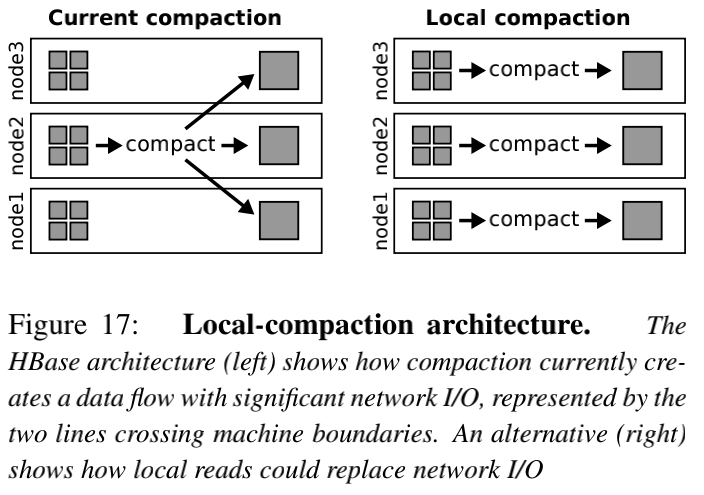 Current compaction
node3
node2
compact
node1
Local compaction
node3
compact
node2
compact
node1
compact
Figure 17: Local-compaction architecture. The
HBase architecture (left) shows how compaction currently cre-
ates a data flow with significant network I/O, represented by the
two lines crossing machine boundaries. An alternative (right)
shows how local reads could replace network I/O